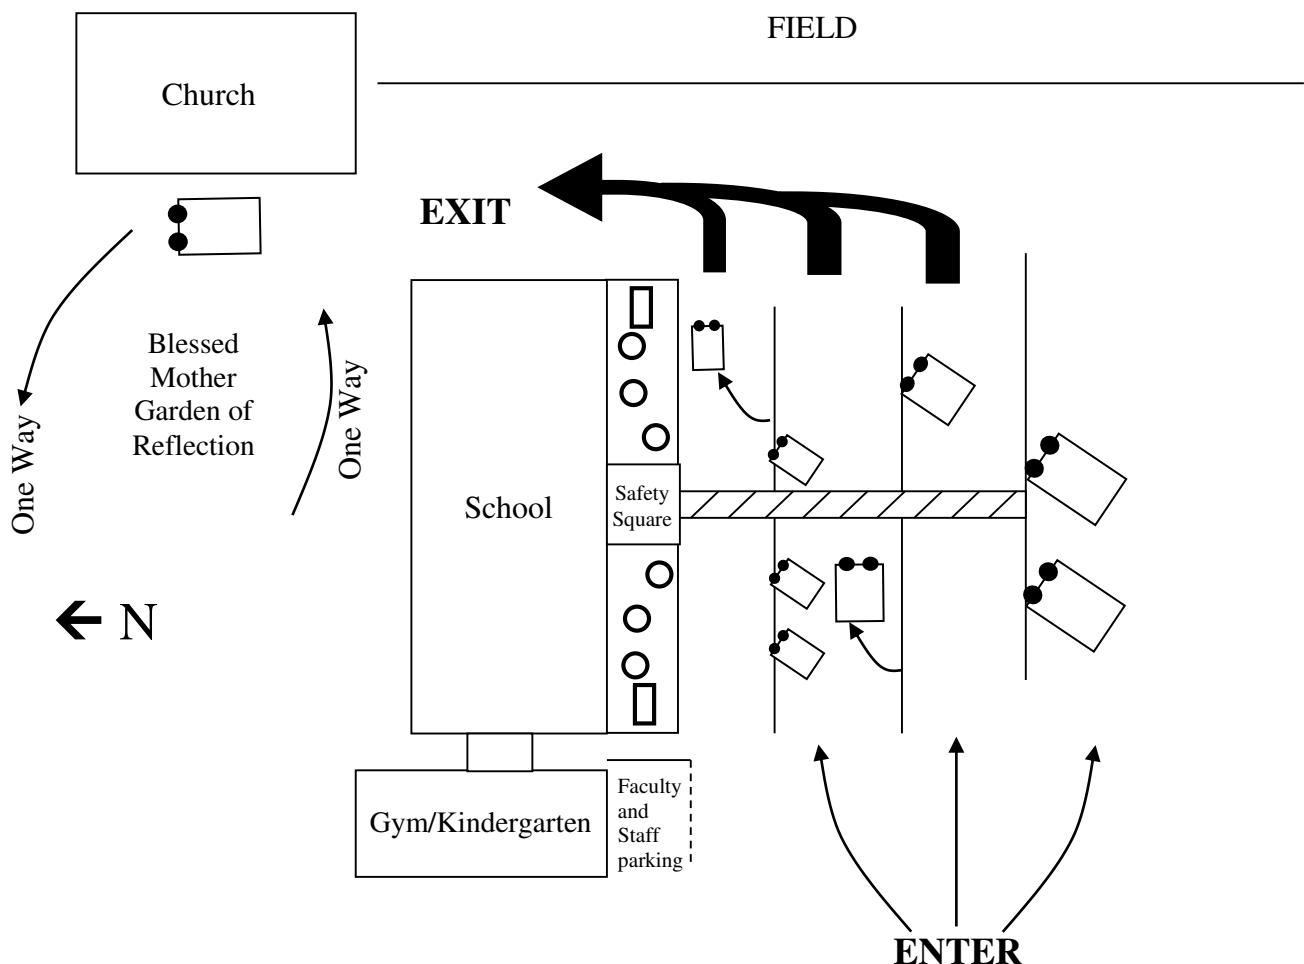 FIELD
Church
EXIT
Blessed
Mother
Garden of
Reflection
One Way
One Way
School
Safety
Square
N
Gym/Kindergarten
Faculty
and
Staff
parking
ENTER